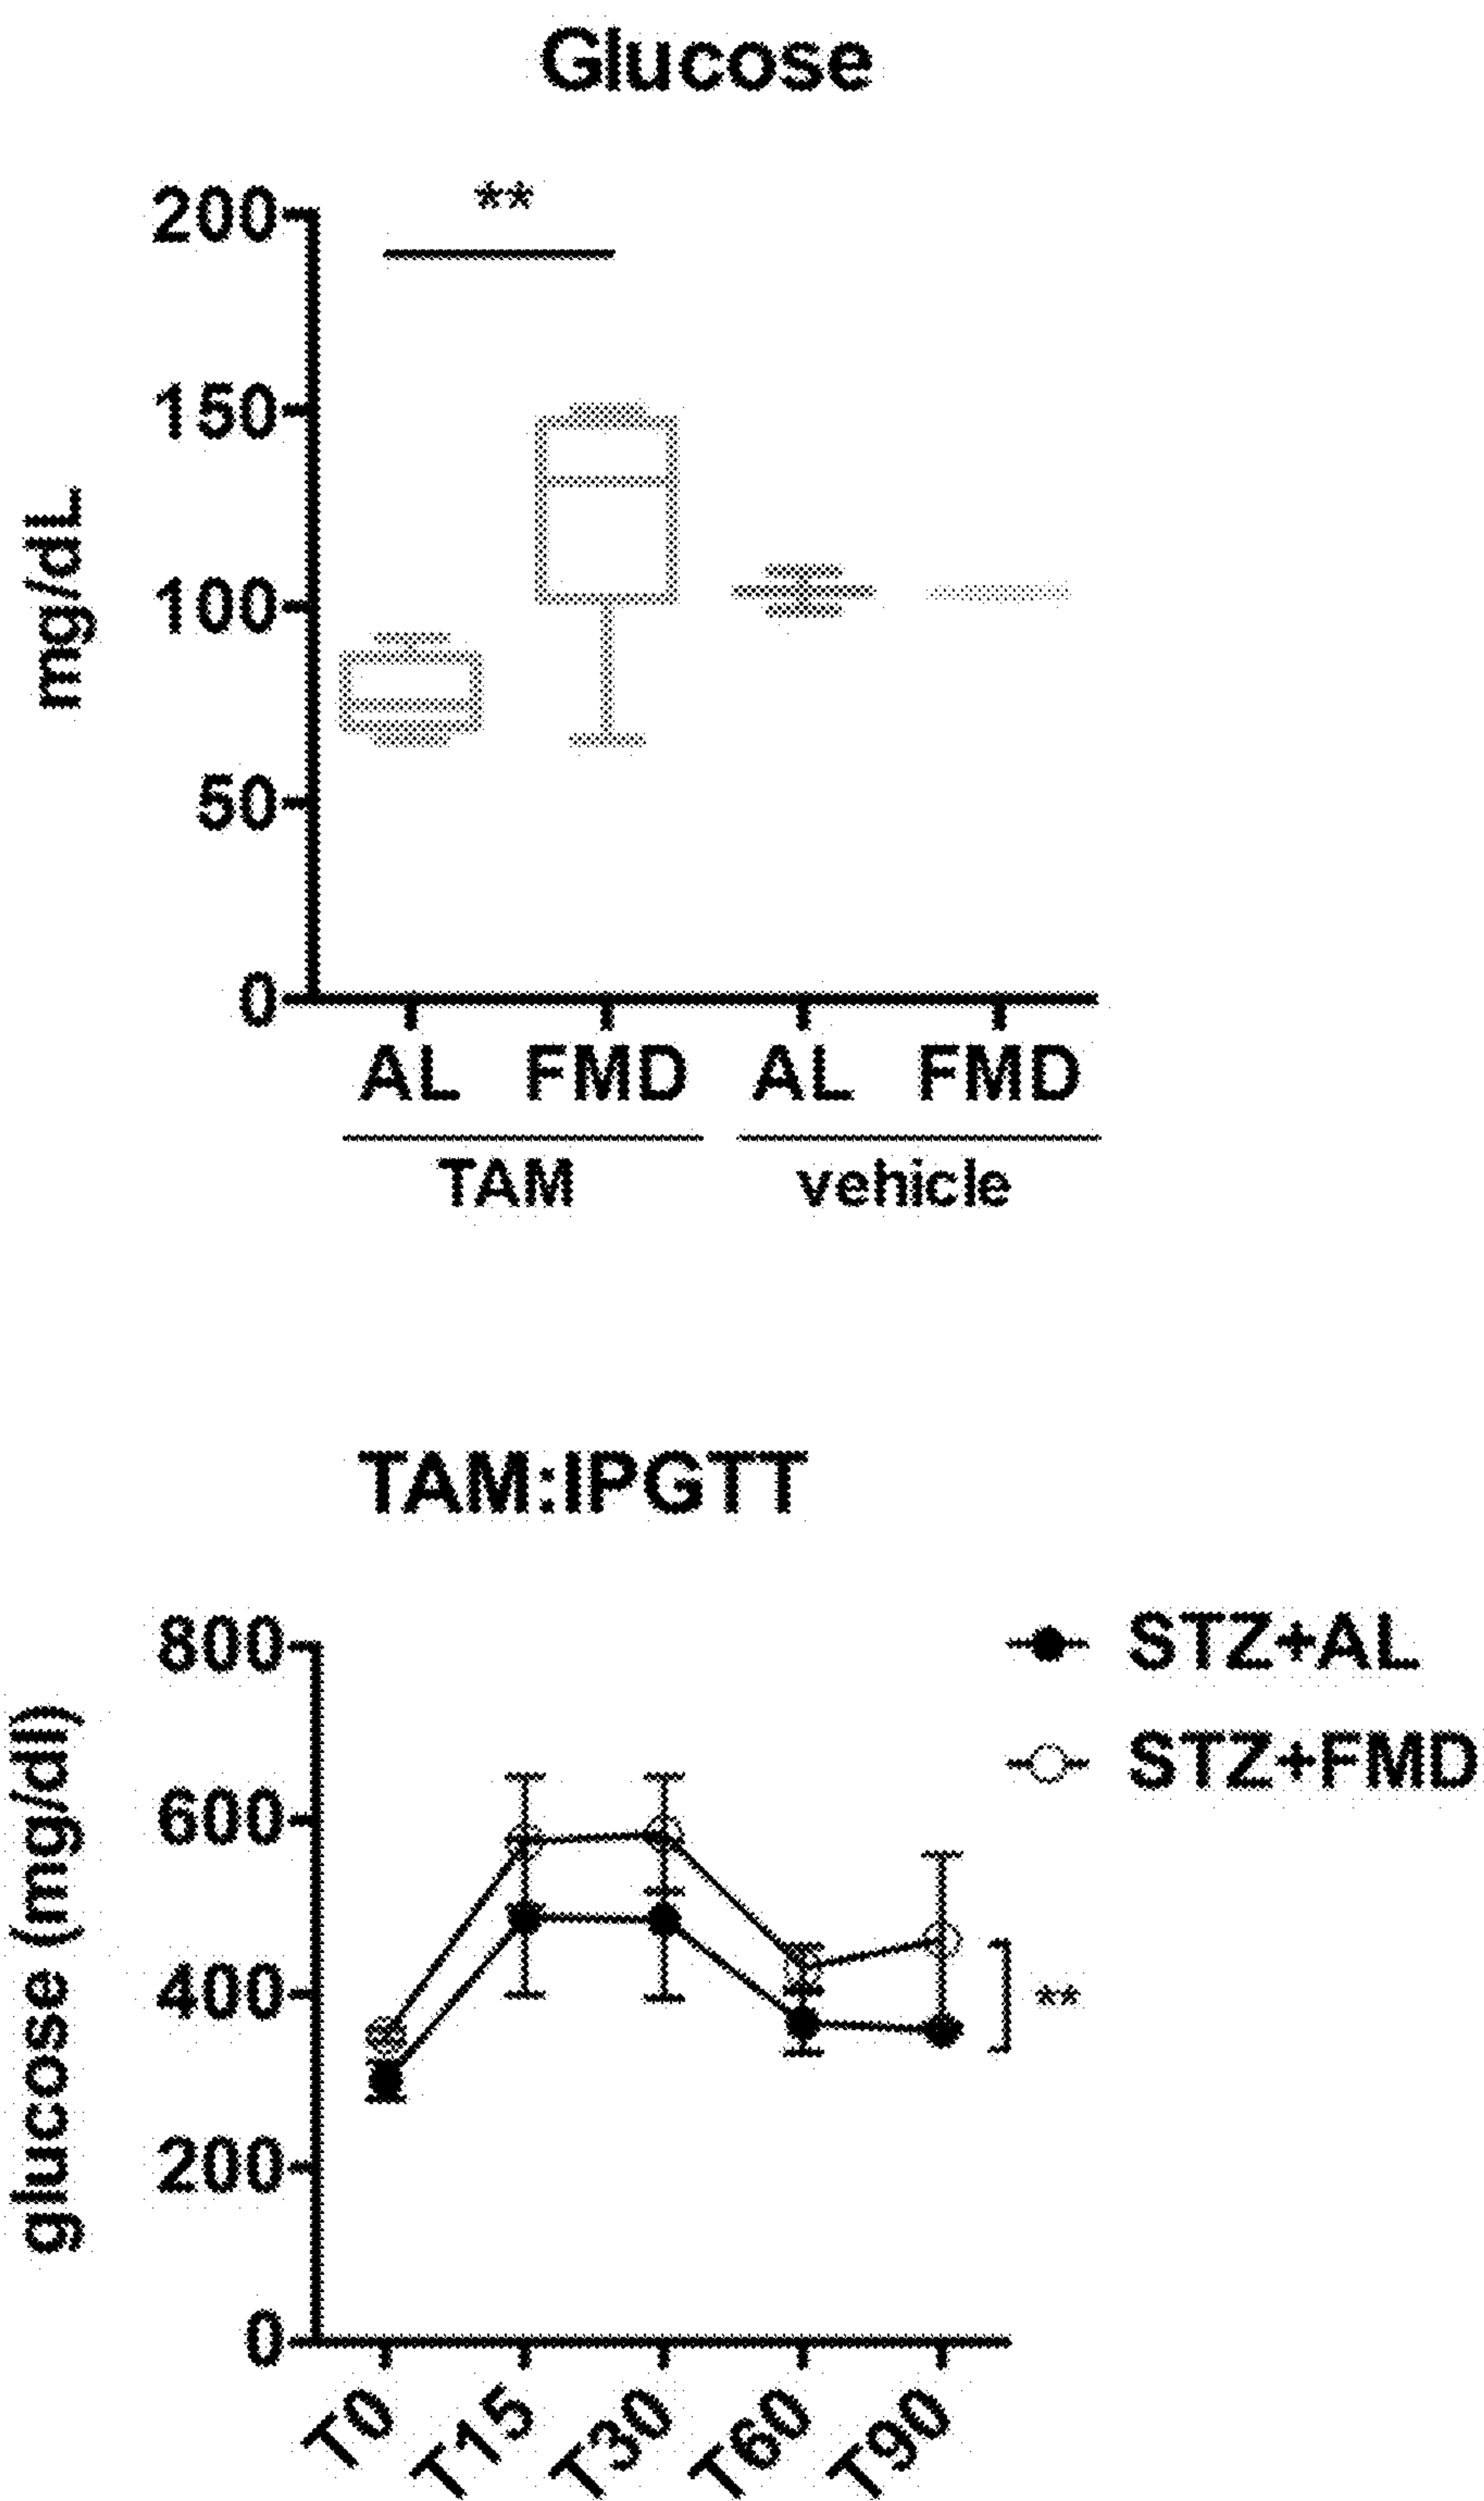 Glucose
**
200
150
100
50
0
mg/dL
AL FMD AL FMD
TAM vehicle
TAM:IPGTT
800
600
400
200
0
glucose (mg/dl)
STZ+AL
STZ+FMD
**
T0 T15 T30 T60 T90